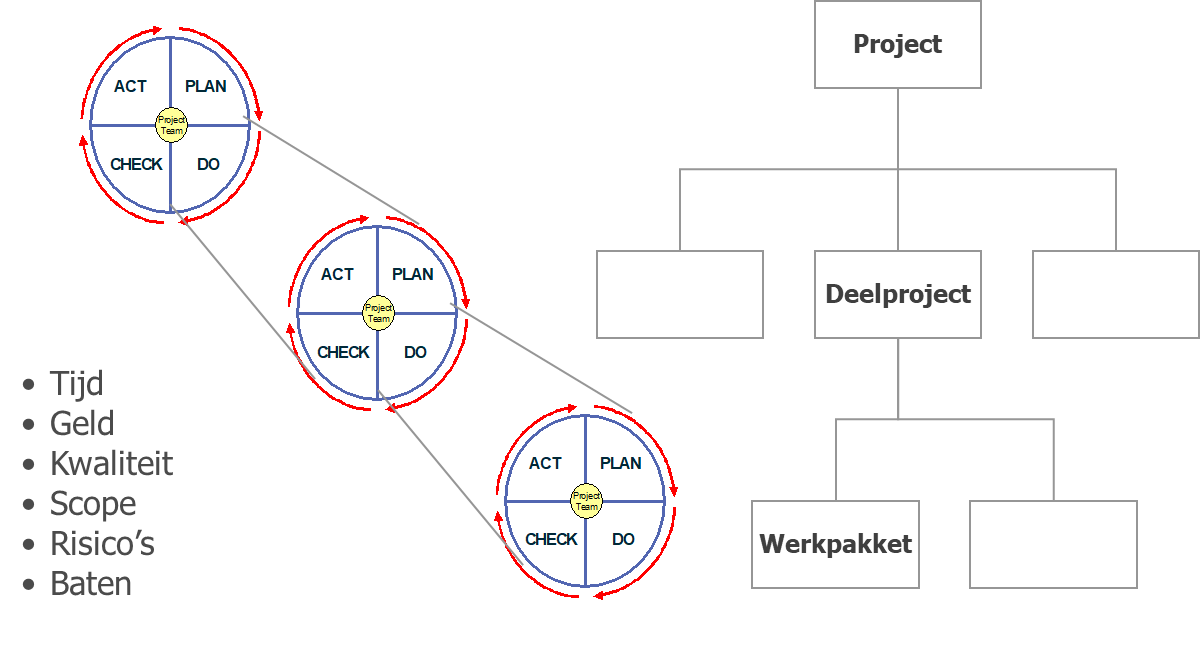 ACT PLAN
Project
Team
CHECK DO
ACT PLAN
Project
Team
CHECK DO
ACT PLAN
Project
Team
CHECK DO
• Tijd
• Geld
• Kwaliteit
• Scope
• Risico’s
• Baten
Project
Deelproject
Werkpakket